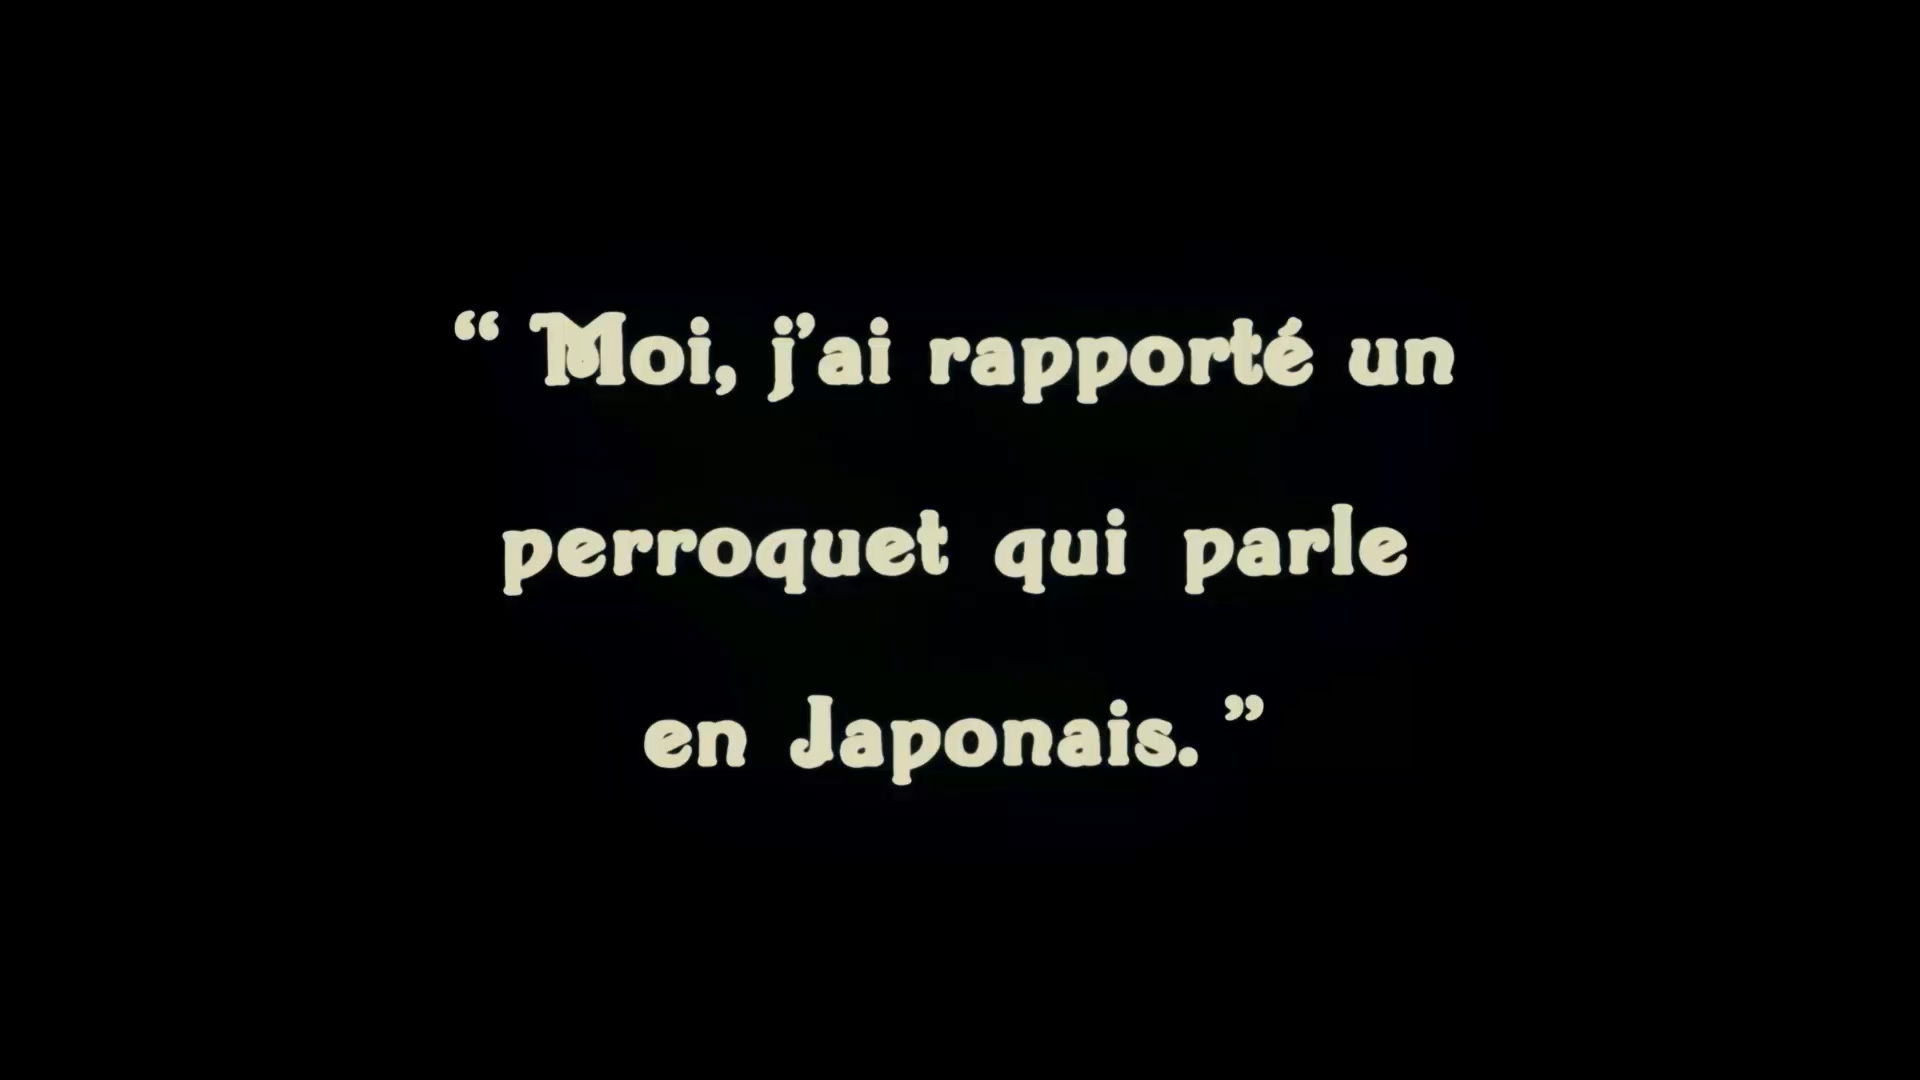 “ Moi, j’ai rapporté un
perroquet qui parle
en Japonais. ”